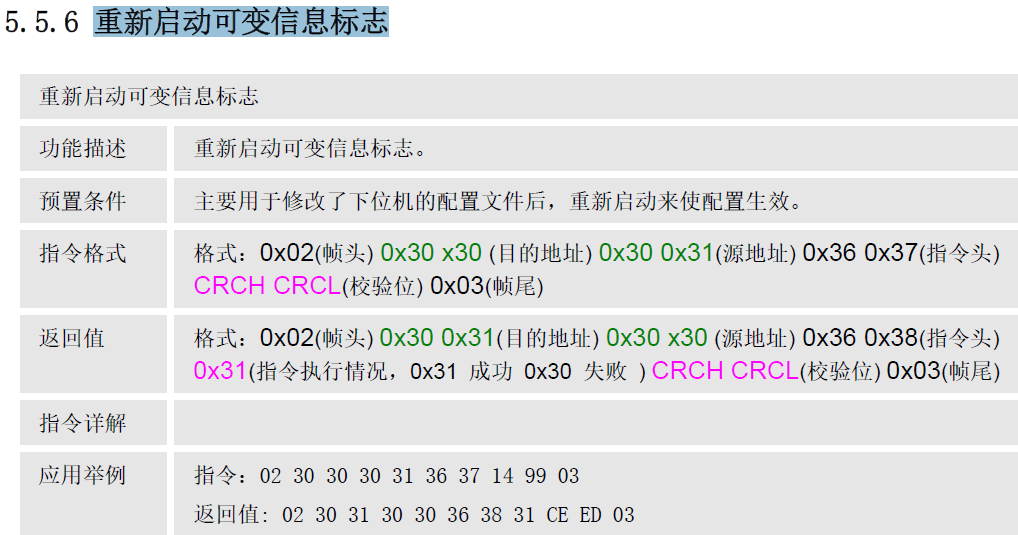 5.5.6 重新启动可变信息标志
重新启动可变信息标志
功能描述
重新启动可变信息标志。
预置条件
主要用于修改了下位机的配置文件后，重新启动来使配置生效。
指令格式
格式：0x02(帧头) 0x30 x30 (目的地址) 0x30 0x31(源地址) 0x36 0x37(指令头)
CRCH CRCL(校验位) 0x03(帧尾)
返回值
格式：0x02(帧头) 0x30 0x31(目的地址) 0x30 x30 (源地址) 0x36 0x38(指令头)
0x31(指令执行情况，0x31 成功 0x30 失败 ) CRCH CRCL(校验位) 0x03(帧尾)
指令详解
应用举例
指令：02 30 30 30 31 36 37 14 99 03
返回值: 02 30 31 30 30 36 38 31 CE ED 03